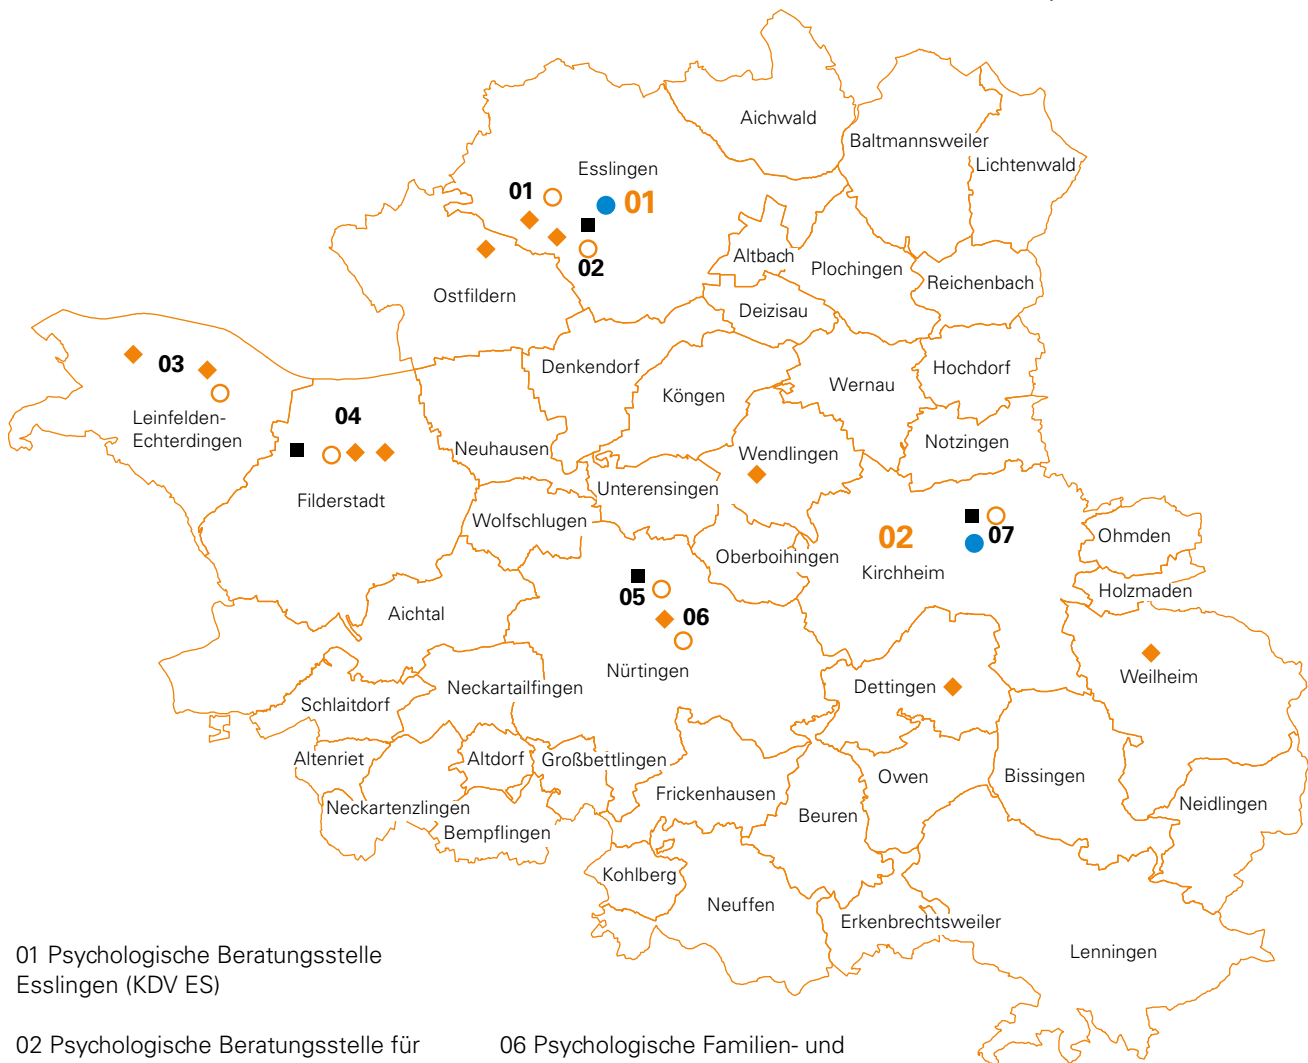 Aichwald
Baltmannsweiler
Lichtenwald
Esslingen
01
01
02
Altbach
Plochingen
Reichenbach
Ostfildern
Deizisau
Denkendorf
Köngen
Wernau
Hochdorf
03
Leinfelden-
Echterdingen
04
Filderstadt
Neuhausen
Wendlingen
Notzingen
Unterensingen
Wolfschlugen
Oberboihingen
02
07
Kirchheim
Ohmden
Holzmaden
Aichtal
05
06
Nürtingen
Weilheim
Dettingen
Schlaitdorf
Neckartailfingen
Altenriet
Altdorf
Großbettlingen
Owen
Bissingen
Neckartenzlingen
Frickenhausen
Beuren
Neidlingen
Bempflingen
Kohlberg
Neuffen
Erkenbrechtsweiler
Lenningen
01 Psychologische Beratungsstelle
Esslingen (KDV ES)
02 Psychologische Beratungsstelle für
06 Psychologische Familien- und